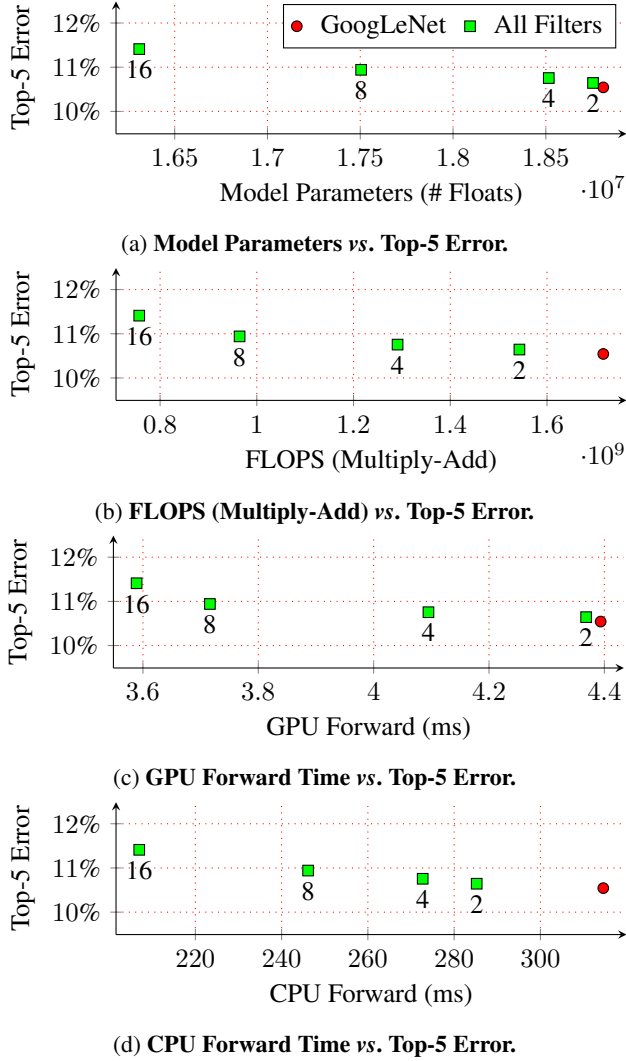 GoogLeNet All Filters
12%
11%
10%
Top-5 Error
16
8
4
2
1.65 1.7 1.75 1.8 1.85
·10^7
Model Parameters (# Floats)
(a) Model Parameters vs. Top-5 Error.
12%
11%
10%
Top-5 Error
16
8
4
2
0.8 1 1.2 1.4 1.6
·10^9
FLOPS (Multiply-Add)
(b) FLOPS (Multiply-Add) vs. Top-5 Error.
12%
11%
10%
Top-5 Error
16
8
4
2
3.6 3.8 4 4.2 4.4
GPU Forward (ms)
(c) GPU Forward Time vs. Top-5 Error.
12%
11%
10%
Top-5 Error
16
8
4
2
220 240 260 280 300
CPU Forward (ms)
(d) CPU Forward Time vs. Top-5 Error.